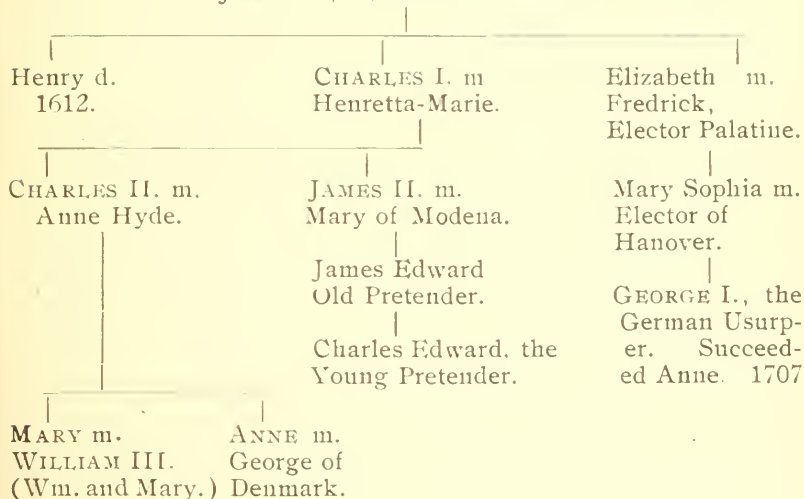 Henry d.
1612.
CHARLES I. m
Henretta-Marie.
Elizabeth m.
Fredrick,
Elector Palatine.
CHARLES II. m.
Anne Hyde.
JAMES II. m.
Mary of Modena.
James Edward
Old Pretender.
Charles Edward, the
Young Pretender.
Mary Sophia m.
Elector of
Hanover.
GEORGE I., the
German Usurp-
er. Succeed-
ed Anne. 1707
MARY m.
WILLIAM III.
(Wm. and Mary.)
ANNE m.
George of
Denmark.